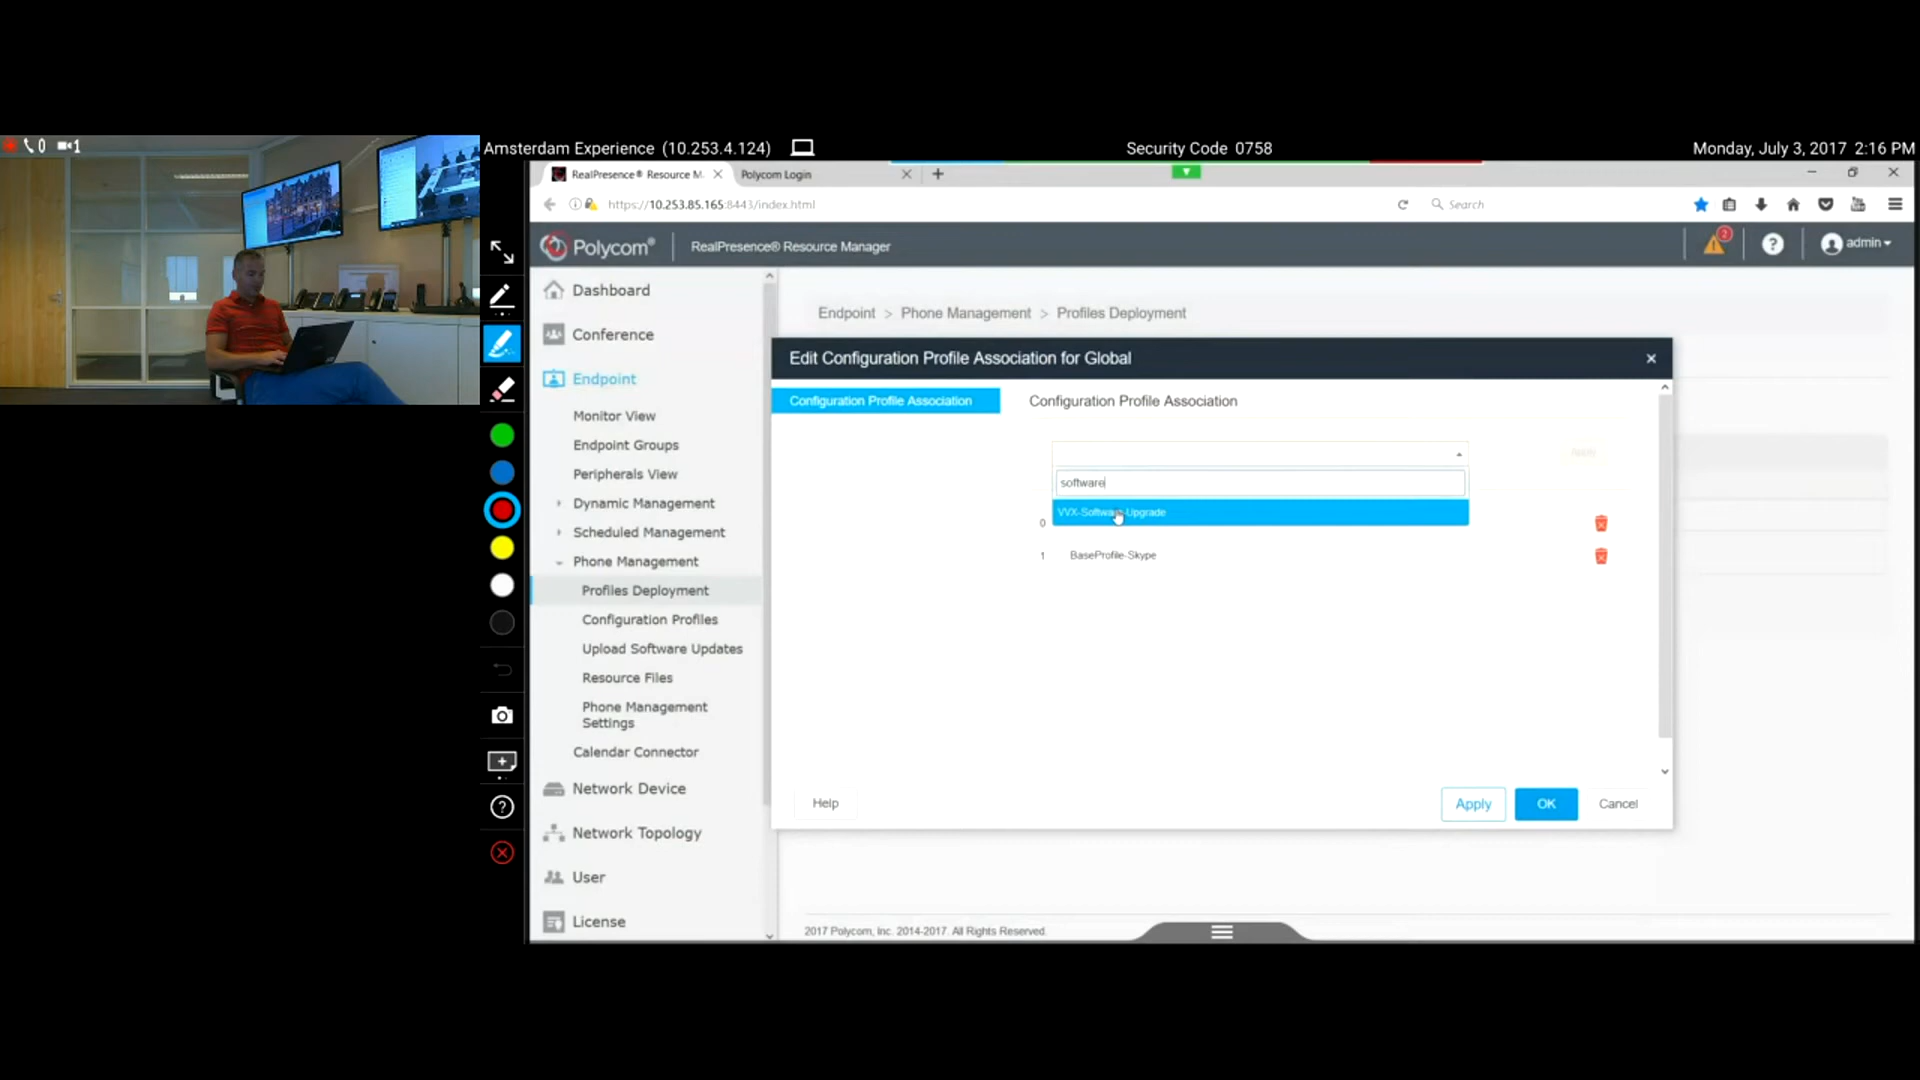 0 1
Amsterdam Experience (10.253.4.124)
Security Code 0758
Monday, July 3, 2017 2:16 PM
RealPresence® Resource M.
Polycom Login
https://10.253.85.165:8443/index.html
Search
Polycom®
RealPresence® Resource Manager
2
admin
Dashboard
Conference
Endpoint
Monitor View
Endpoint Groups
Peripherals View
Dynamic Management
Scheduled Management
Phone Management
Profiles Deployment
Configuration Profiles
Upload Software Updates
Resource Files
Phone Management
Settings
Calendar Connector
Network Device
Network Topology
User
License
Endpoint > Phone Management > Profiles Deployment
Edit Configuration Profile Association for Global
Configuration Profile Association
Configuration Profile Association
Apply
software
VVX-Software-Upgrade
0
1 BaseProfile-Skype
Help
Apply
OK
Cancel
2017 Polycom, Inc. 2014-2017. All Rights Reserved.